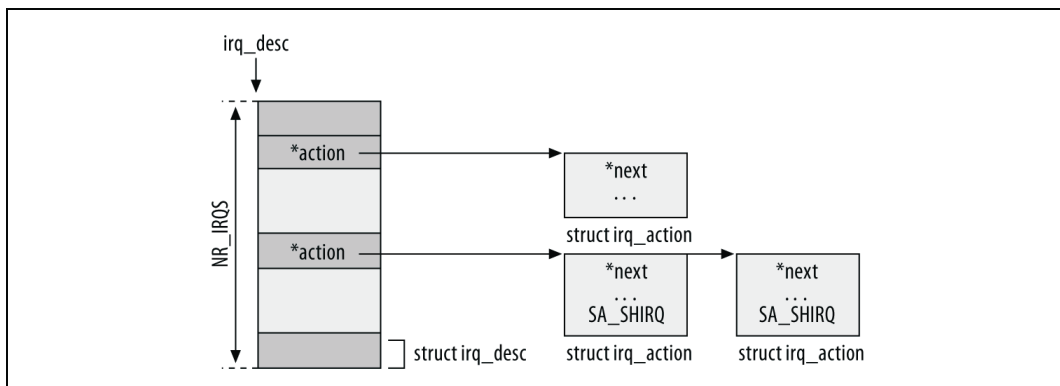 irq_desc
*action
*next
. . .
struct irq_action
NR_IRQS
*action
*next
. . .
SA_SHIRQ
*next
. . .
SA_SHIRQ
struct irq_desc
struct irq_action
struct irq_action